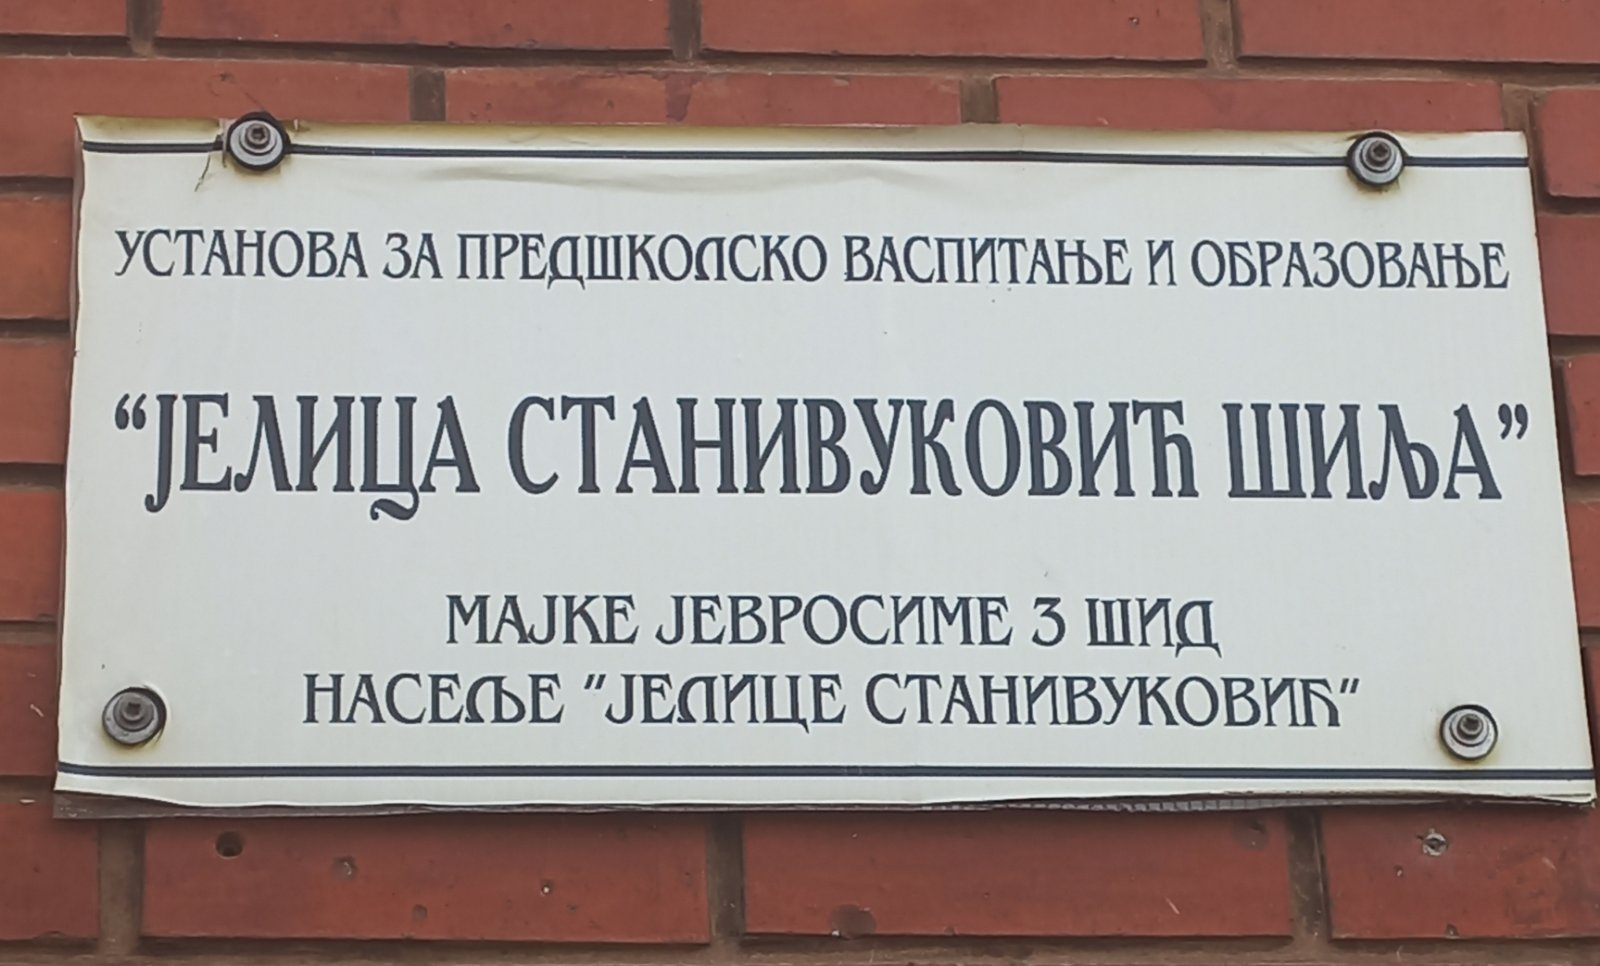 УСТАНОВА ЗА ПРЕДШКОЛСКО ВАСПИТАЊЕ И ОБРАЗОВАЊЕ
“ЈЕЛИЦА СТАНИВУКОВИЋ ШИЉА”
МАЈКЕ ЈЕВРОСИМЕ 3 ШИД
НАСЕЉЕ "ЈЕЛИЦЕ СТАНИВУКОВИЋ"